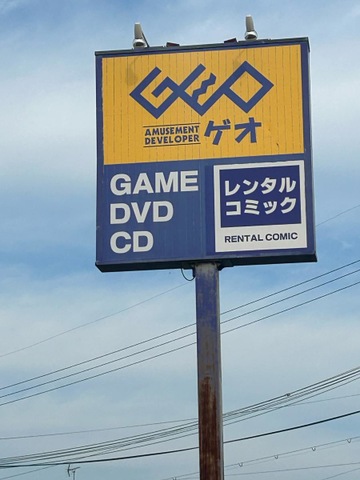 GEO
AMUSEMENT
DEVELOPER
ゲオ
GAME
DVD
CD
レンタル
コミック
RENTAL COMIC